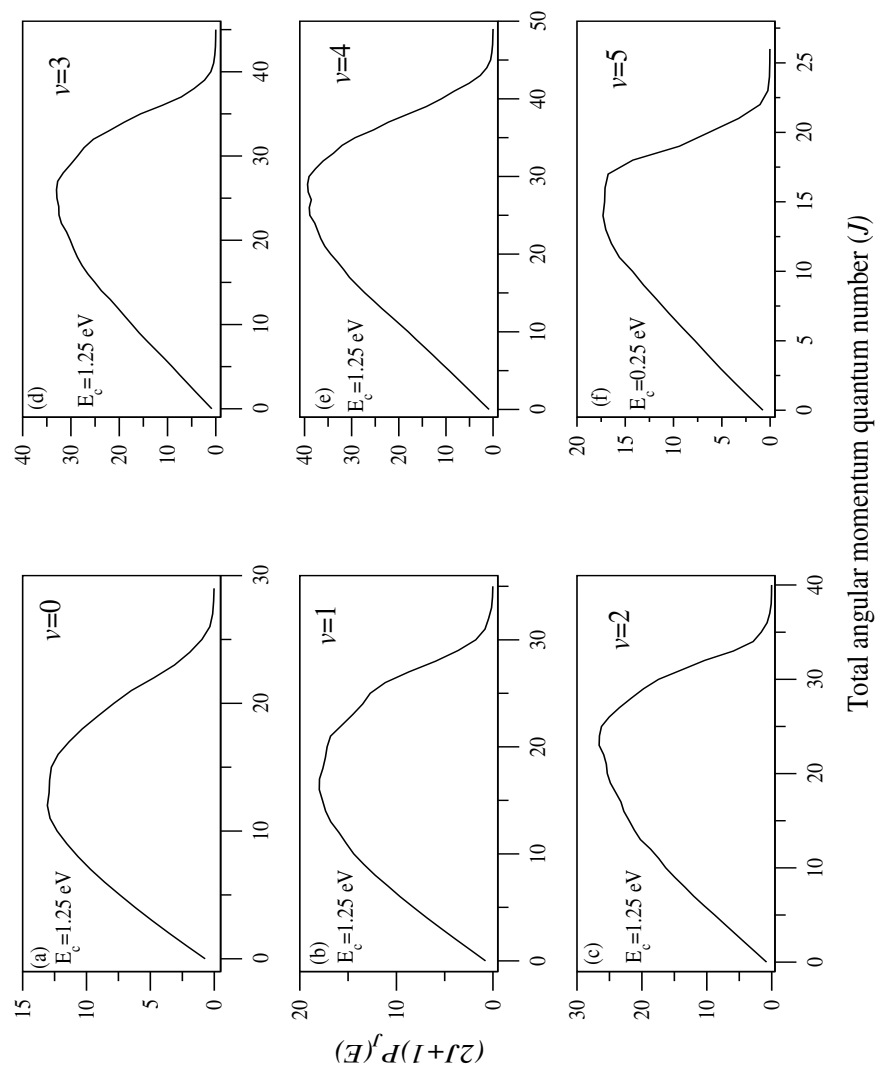 (a)
E_c=1.25 eV
v=0
15
10
5
0
0 10 20 30
(d)
E_c=1.25 eV
v=3
40
30
20
10
0
0 10 20 30 40
(2J+1)P_J(E)
(b)
E_c=1.25 eV
v=1
20
15
10
5
0
0 10 20 30
(e)
E_c=1.25 eV
v=4
40
30
20
10
0
0 10 20 30 40 50
(c)
E_c=1.25 eV
v=2
30
20
10
0
0 10 20 30 40
(f)
E_c=0.25 eV
v=5
20
15
10
5
0
0 5 10 15 20 25
Total angular momentum quantum number (J)